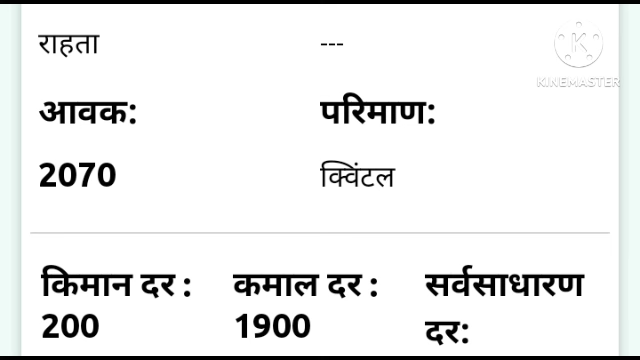 राहता ---
KINEMASTER
आवक: परिमाण:
2070 क्विंटल
किमान दर : कमाल दर : सर्वसाधारण
200 1900 दर: